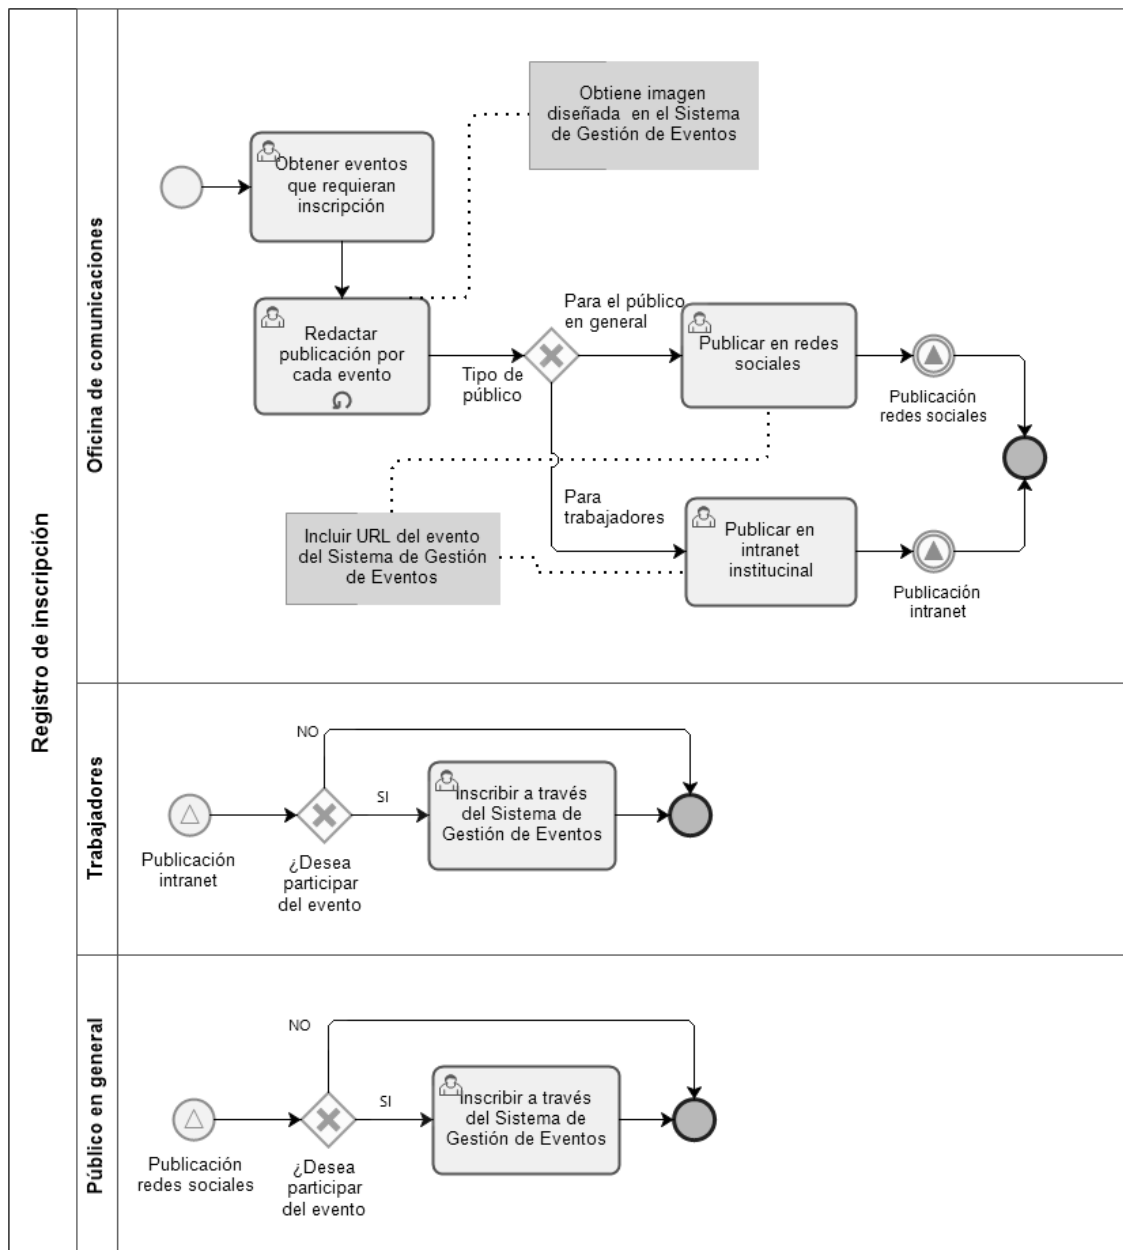 Registro de inscripción
Oficina de comunicaciones
Obtiene imagen
diseñada en el Sistema
de Gestión de Eventos
Obtener eventos
que requieran
inscripción
Redactar
publicación por
cada evento
Tipo de
público
Para el público
en general
Publicar en redes
sociales
Publicación
redes sociales
Para
trabajadores
Incluir URL del evento
del Sistema de Gestión
de Eventos
Publicar en
intranet
institucinal
Publicación
intranet
Trabajadores
Publicación
intranet
NO
SI
¿Desea
participar
del evento
Inscribir a través
del Sistema de
Gestión de Eventos
Público en general
Publicación
redes sociales
NO
SI
¿Desea
participar
del evento
Inscribir a través
del Sistema de
Gestión de Eventos